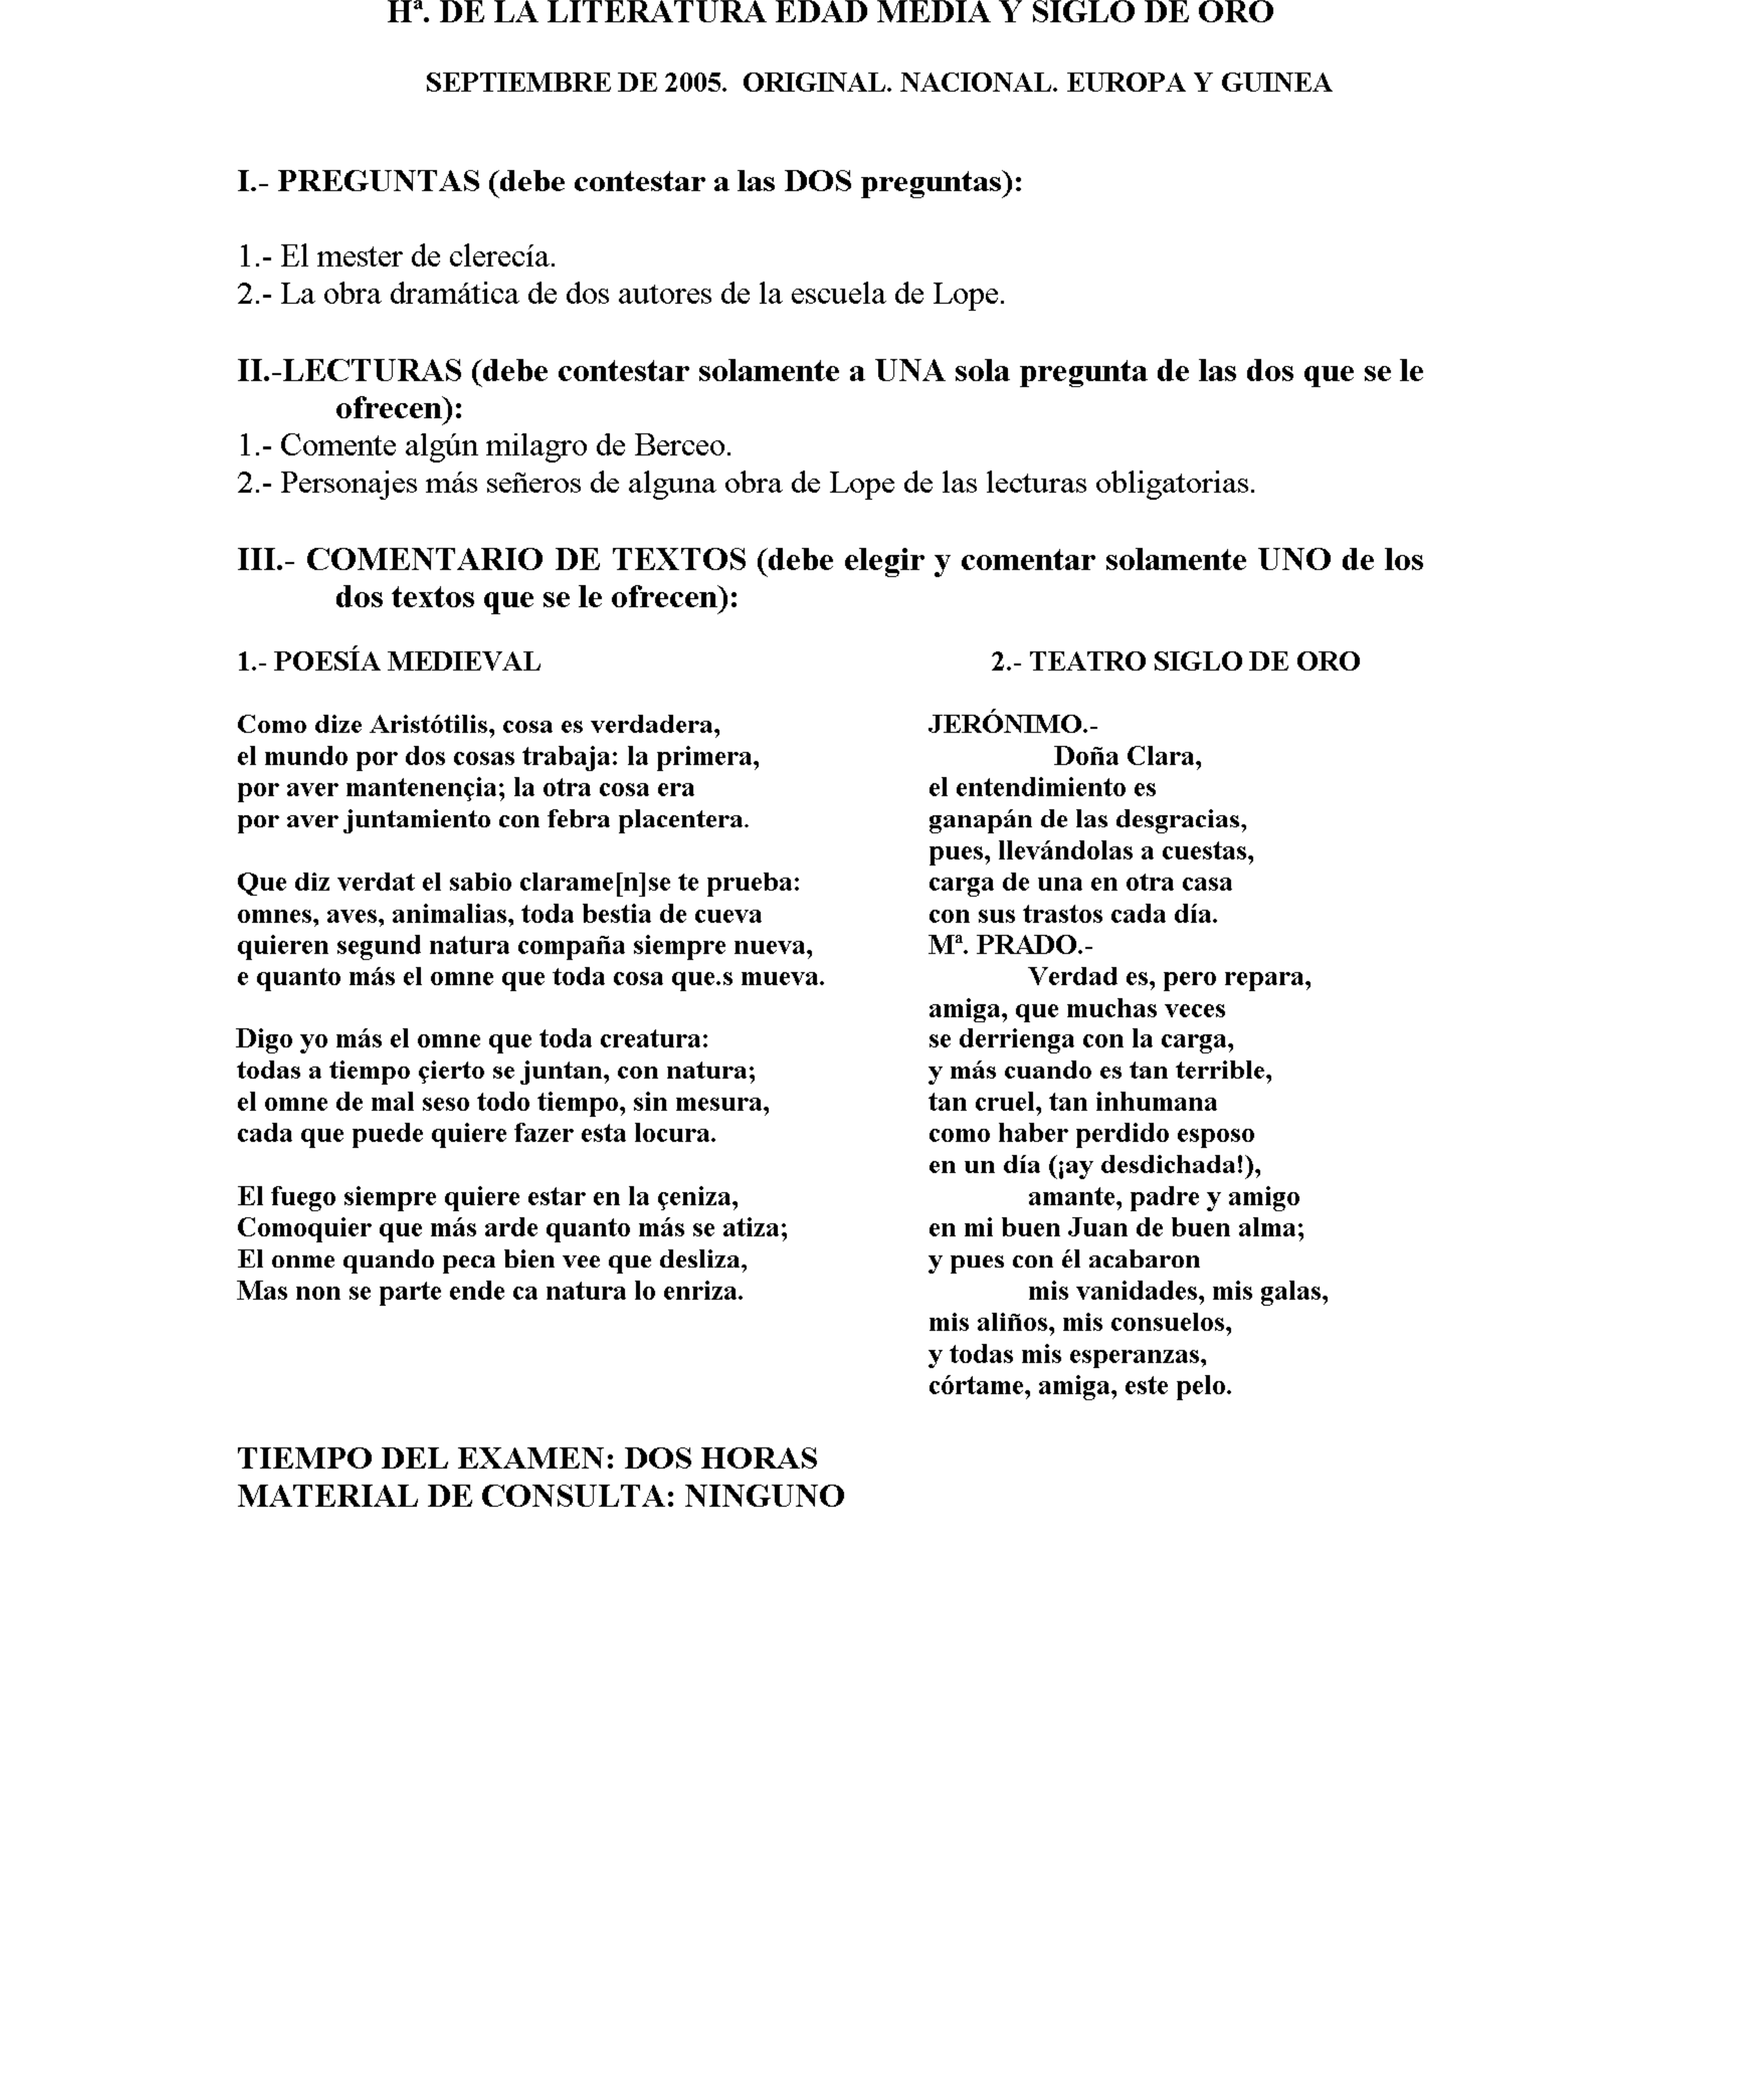 Hª. DE LA LITERATURA EDAD MEDIA Y SIGLO DE ORO
SEPTIEMBRE DE 2005. ORIGINAL. NACIONAL. EUROPA Y GUINEA
I.- PREGUNTAS (debe contestar a las DOS preguntas):
1.- El mester de clerecía.
2.- La obra dramática de dos autores de la escuela de Lope.
II.-LECTURAS (debe contestar solamente a UNA sola pregunta de las dos que se le
ofrecen):
1.- Comente algún milagro de Berceo.
2.- Personajes más señeros de alguna obra de Lope de las lecturas obligatorias.
III.- COMENTARIO DE TEXTOS (debe elegir y comentar solamente UNO de los
dos textos que se le ofrecen):
1.- POESÍA MEDIEVAL
Como dize Aristótilis, cosa es verdadera,
el mundo por dos cosas trabaja: la primera,
por aver mantenençia; la otra cosa era
por aver juntamiento con febra placentera.
Que diz verdat el sabio clarame[n]se te prueba:
omnes, aves, animalias, toda bestia de cueva
quieren segund natura compaña siempre nueva,
e quanto más el omne que toda cosa que.s mueva.
Digo yo más el omne que toda creatura:
todas a tiempo çierto se juntan, con natura;
el omne de mal seso todo tiempo, sin mesura,
cada que puede quiere fazer esta locura.
El fuego siempre quiere estar en la çeniza,
Comoquier que más arde quanto más se atiza;
El onme quando peca bien vee que desliza,
Mas non se parte ende ca natura lo enriza.
2.- TEATRO SIGLO DE ORO
JERÓNIMO.-
Doña Clara,
el entendimiento es
ganapán de las desgracias,
pues, llevándolas a cuestas,
carga de una en otra casa
con sus trastos cada día.
Mª. PRADO.-
Verdad es, pero repara,
amiga, que muchas veces
se derrienga con la carga,
y más cuando es tan terrible,
tan cruel, tan inhumana
como haber perdido esposo
en un día (¡ay desdichada!),
amante, padre y amigo
en mi buen Juan de buen alma;
y pues con él acabaron
mis vanidades, mis galas,
mis aliños, mis consuelos,
y todas mis esperanzas,
córtame, amiga, este pelo.
TIEMPO DEL EXAMEN: DOS HORAS
MATERIAL DE CONSULTA: NINGUNO